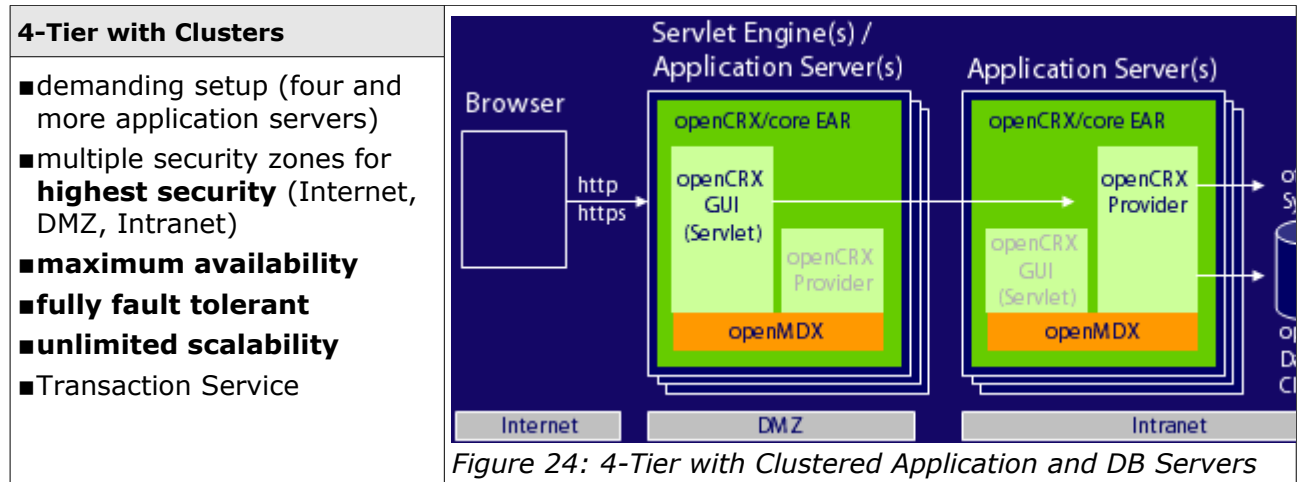 4-Tier with Clusters
■demanding setup (four and
more application servers)
■multiple security zones for
highest security (Internet,
DMZ, Intranet)
■maximum availability
■fully fault tolerant
■unlimited scalability
■Transaction Service
Servlet Engine(s) /
Application Server(s)
Application Server(s)
Browser
openCRX/core EAR
openCRX/core EAR
http
https
openCRX
GUI
(Servlet)
openCRX
Provider
openCRX
Provider
openCRX
GUI
(Servlet)
openMDX
openMDX
Internet
DMZ
Intranet
Figure 24: 4-Tier with Clustered Application and DB Servers